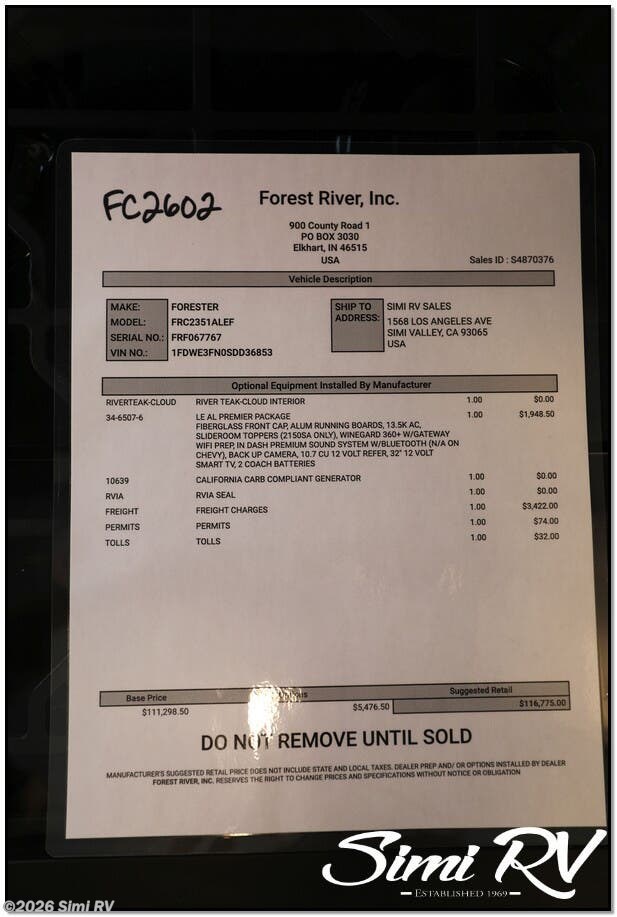 FC2602
Forest River, Inc.
900 County Road 1
PO BOX 3030
Elkhart, IN 46515
USA
Sales ID : S4870376
Vehicle Description
MAKE: FORESTER
MODEL: FRC2351ALEF
SERIAL NO.: FRF067767
VIN NO.: 1FDWE3FN0SDD36853
SHIP TO ADDRESS: SIMI RV SALES
1568 LOS ANGELES AVE
SIMI VALLEY, CA 93065
USA
Optional Equipment Installed By Manufacturer
RIVERTEAK-CLOUD RIVER TEAK-CLOUD INTERIOR 1.00 $0.00
34-6507-6 LE AL PREMIER PACKAGE 1.00 $1,948.50
FIBERGLASS FRONT CAP, ALUM RUNNING BOARDS, 13.5K AC,
SLIDEROOM TOPPERS (2150SA ONLY), WINEGARD 360+ W/GATEWAY
WIFI PREP, IN DASH PREMIUM SOUND SYSTEM W/BLUETOOTH (N/A ON
CHEVY), BACK UP CAMERA, 10.7 CU 12 VOLT REFER, 32" 12 VOLT
SMART TV, 2 COACH BATTERIES
10639 CALIFORNIA CARB COMPLIANT GENERATOR 1.00 $0.00
RVIA RVIA SEAL 1.00 $0.00
FREIGHT FREIGHT CHARGES 1.00 $3,422.00
PERMITS PERMITS 1.00 $74.00
TOLLS TOLLS 1.00 $32.00
Base Price Suggested Retail
$111,298.50 $5,476.50 $116,775.00
DO NOT REMOVE UNTIL SOLD
MANUFACTURER'S SUGGESTED RETAIL PRICE DOES NOT INCLUDE STATE AND LOCAL TAXES. DEALER PREP AND/ OR OPTIONS INSTALLED BY DEALER
FOREST RIVER, INC. RESERVES THE RIGHT TO CHANGE PRICES AND SPECIFICATIONS WITHOUT NOTICE OR OBLIGATION
Simi RV
ESTABLISHED 1969
©2026 Simi RV